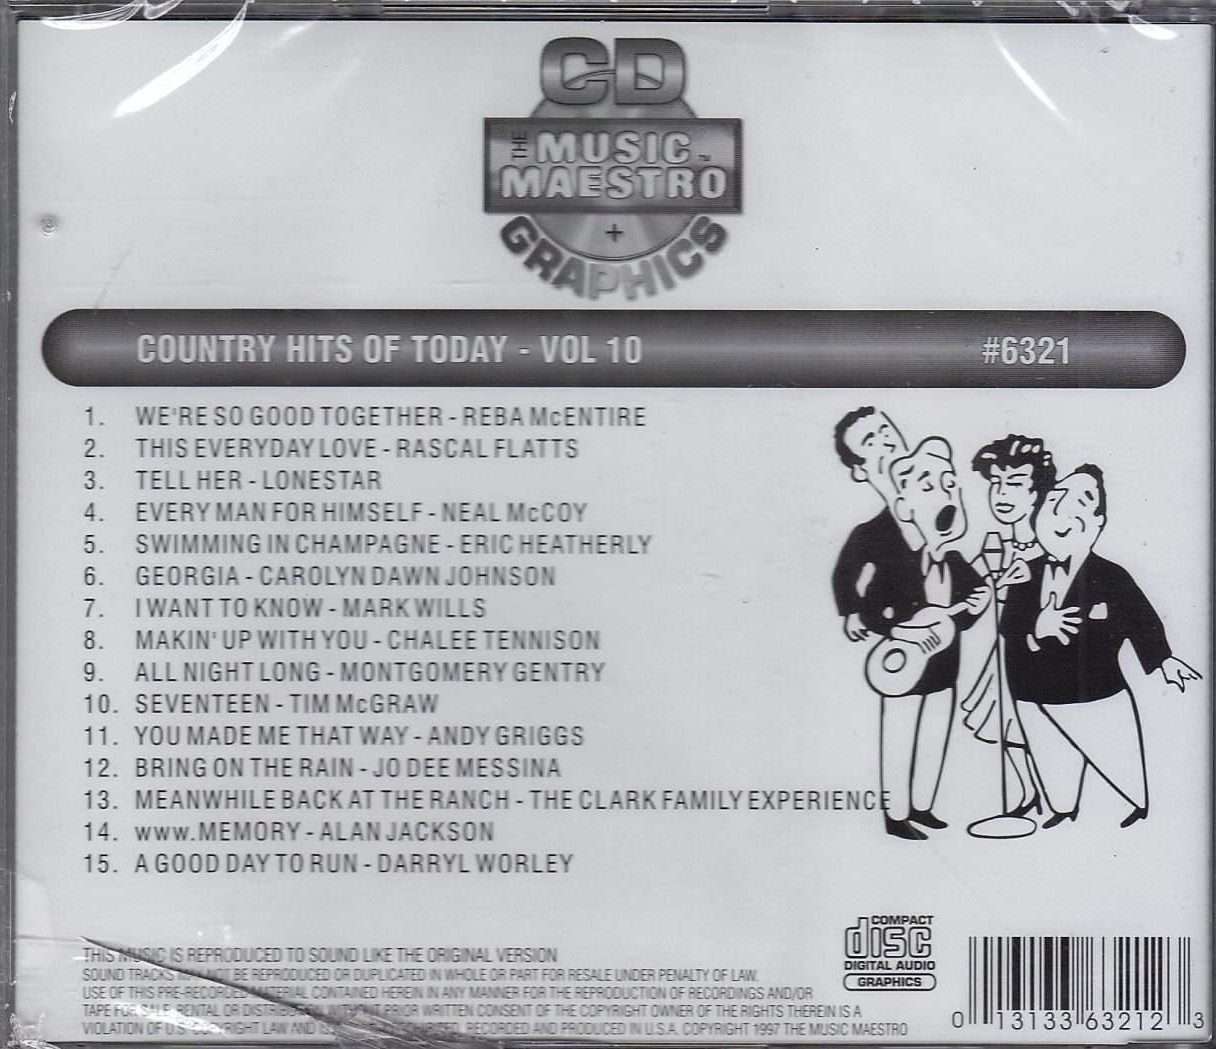 CD
THE MUSIC ™
MAESTRO
+
GRAPHICS
COUNTRY HITS OF TODAY - VOL 10 #6321
1. WE'RE SO GOOD TOGETHER - REBA McENTIRE
2. THIS EVERYDAY LOVE - RASCAL FLATTS
3. TELL HER - LONESTAR
4. EVERY MAN FOR HIMSELF - NEAL McCOY
5. SWIMMING IN CHAMPAGNE - ERIC HEATHERLY
6. GEORGIA - CAROLYN DAWN JOHNSON
7. I WANT TO KNOW - MARK WILLS
8. MAKIN' UP WITH YOU - CHALEE TENNISON
9. ALL NIGHT LONG - MONTGOMERY GENTRY
10. SEVENTEEN - TIM McGRAW
11. YOU MADE ME THAT WAY - ANDY GRIGGS
12. BRING ON THE RAIN - JO DEE MESSINA
13. MEANWHILE BACK AT THE RANCH - THE CLARK FAMILY EXPERIENCE
14. www.MEMORY - ALAN JACKSON
15. A GOOD DAY TO RUN - DARRYL WORLEY
THIS MUSIC IS REPRODUCED TO SOUND LIKE THE ORIGINAL VERSION
SOUND TRACKS MAY NOT BE REPRODUCED OR DUPLICATED IN WHOLE OR PART FOR RESALE UNDER PENALTY OF LAW.
USE OF THIS PRE-RECORDED MATERIAL CONTAINED HEREIN IN ANY MANNER FOR THE REPRODUCTION OF RECORDINGS AND/OR
TAPE FOR SALE, RENTAL OR DISTRIBUTION WITHOUT PRIOR WRITTEN CONSENT OF THE COPYRIGHT OWNER OF THE RIGHTS THEREIN IS A
VIOLATION OF U.S. COPYRIGHT LAW AND IS RECORDED AND PRODUCED IN U.S.A. COPYRIGHT 1997 THE MUSIC MAESTRO
COMPACT
disc
DIGITAL AUDIO
GRAPHICS
0 13133 63212 3